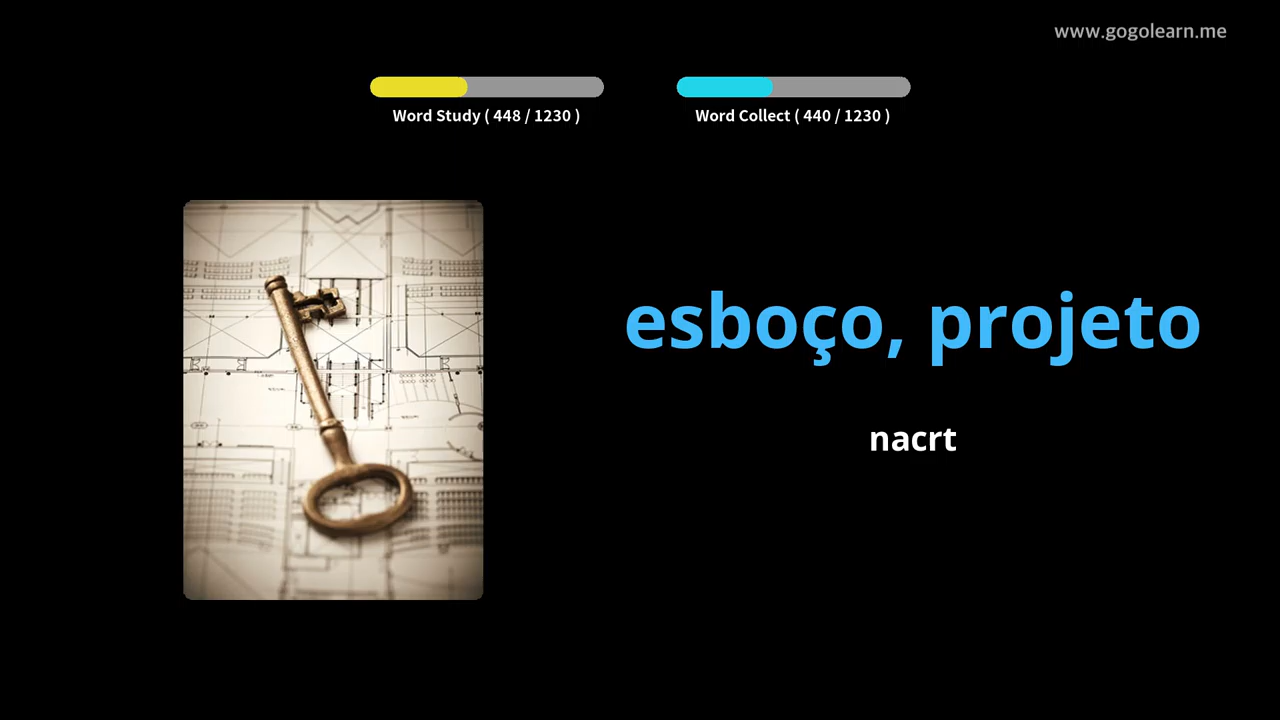 www.gogolearn.me
Word Study ( 448 / 1230 )
Word Collect ( 440 / 1230 )
esboço, projeto
nacrt